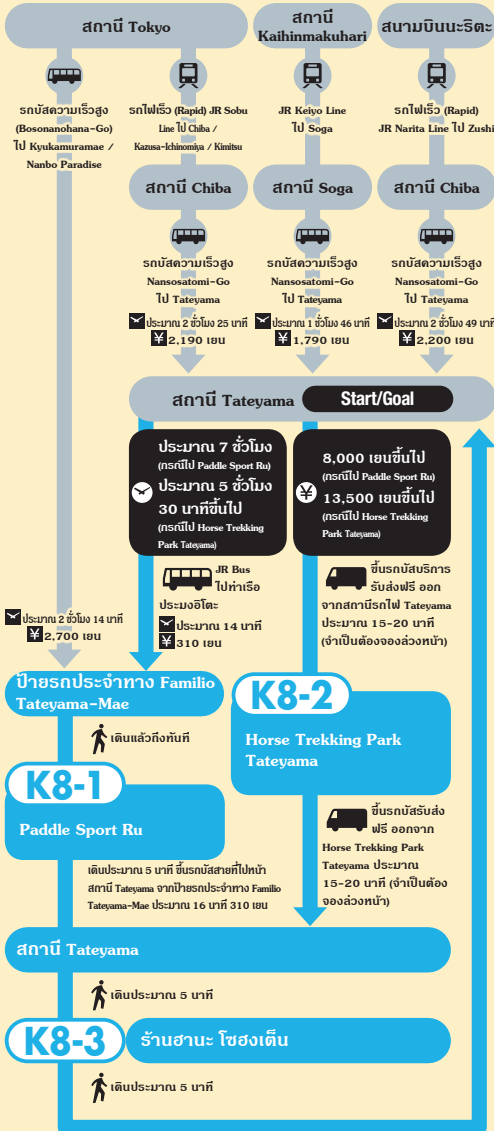 สถานี Tokyo
สถานี
Kaihinmakuhari
สนามบินนะริตะ
รถบัสความเร็วสูง
(Bosonanohana-Go)
ไป Kyukamuramae /
Nanbo Paradise
รถไฟเร็ว (Rapid) JR Sobu
Line ไป Chiba /
Kazusa-Ichinomiya / Kimitsu
JR Keiyo Line
ไป Soga
รถไฟเร็ว (Rapid)
JR Narita Line ไป Zushi
สถานี Chiba
สถานี Soga
สถานี Chiba
รถบัสความเร็วสูง
Nansosatomi-Go
ไป Tateyama
ประมาณ 2 ชั่วโมง 25 นาที
¥ 2,190 เยน
รถบัสความเร็วสูง
Nansosatomi-Go
ไป Tateyama
ประมาณ 1 ชั่วโมง 46 นาที
¥ 1,790 เยน
รถบัสความเร็วสูง
Nansosatomi-Go
ไป Tateyama
ประมาณ 2 ชั่วโมง 49 นาที
¥ 2,200 เยน
สถานี Tateyama Start/Goal
ประมาณ 7 ชั่วโมง
(กรณีไป Paddle Sport Ru)
ประมาณ 5 ชั่วโมง
30 นาทีขึ้นไป
(กรณีไป Horse Trekking
Park Tateyama)
¥
8,000 เยนขึ้นไป
(กรณีไป Paddle Sport Ru)
13,500 เยนขึ้นไป
(กรณีไป Horse Trekking
Park Tateyama)
JR Bus
ไปท่าเรือ
ประมงอิโตะ
ประมาณ 14 นาที
¥ 310 เยน
ขึ้นรถบัสบริการ
รับส่งฟรี ออก
จากสถานีรถไฟ Tateyama
ประมาณ 15-20 นาที
(จำเป็นต้องจองล่วงหน้า)
ประมาณ 2 ชั่วโมง 14 นาที
¥ 2,700 เยน
ป้ายรถประจำทาง Familio
Tateyama-Mae
เดินแล้วถึงทันที
K8-2
Horse Trekking Park
Tateyama
K8-1
Paddle Sport Ru
ขึ้นรถบัสรับส่ง
ฟรี ออกจาก
Horse Trekking Park
Tateyama ประมาณ
15-20 นาที (จำเป็นต้อง
จองล่วงหน้า)
เดินประมาณ 5 นาที ขึ้นรถบัสสายที่ไปหน้า
สถานี Tateyama จากป้ายรถประจำทาง Familio
Tateyama-Mae ประมาณ 16 นาที 310 เยน
สถานี Tateyama
เดินประมาณ 5 นาที
K8-3 ร้านฮานะ โซฮงเต็น
เดินประมาณ 5 นาที